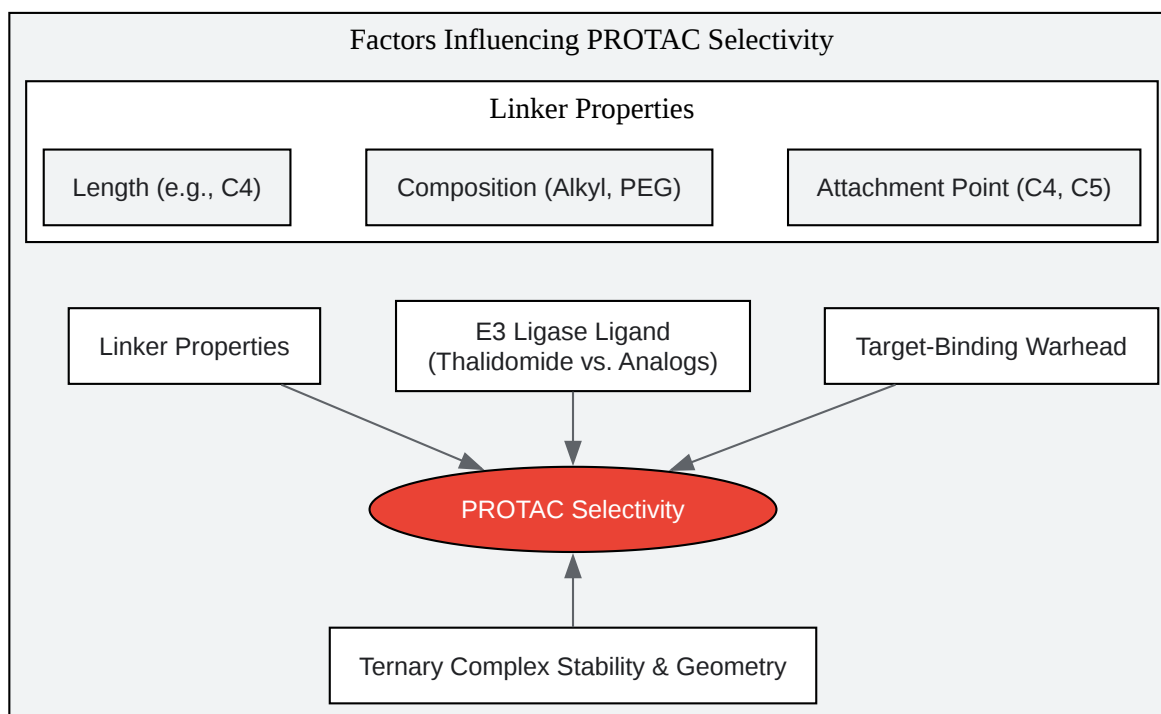 Factors Influencing PROTAC Selectivity
Linker Properties
Length (e.g., C4)
Composition (Alkyl, PEG)
Attachment Point (C4, C5)
Linker Properties
E3 Ligase Ligand
(Thalidomide vs. Analogs)
Target-Binding Warhead
PROTAC Selectivity
Ternary Complex Stability & Geometry